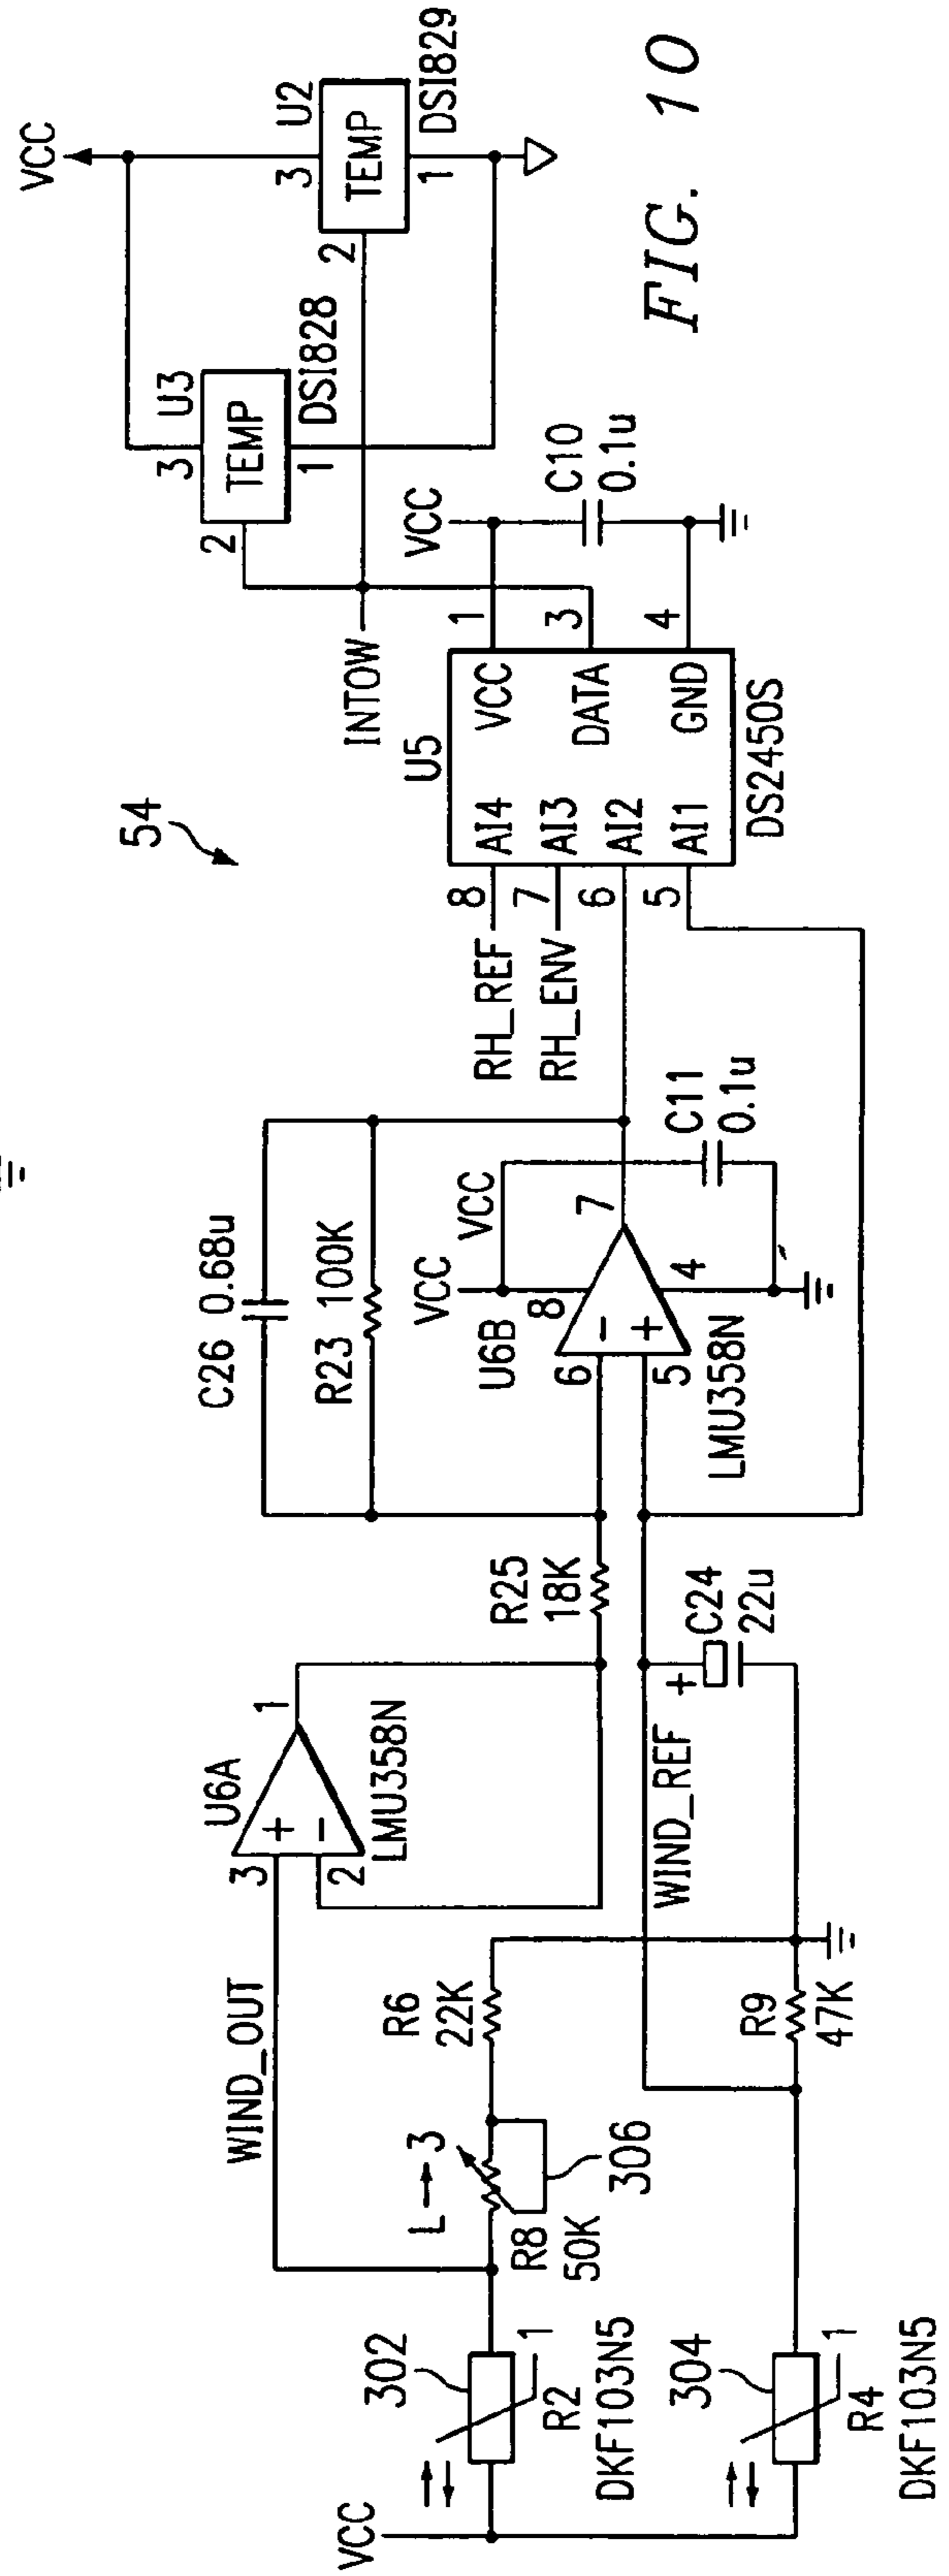 54
VCC
302
R2
DKF103N5
1
304
R4
DKF103N5
1
WIND_OUT
L → 3
R8
50K
306
R6
22K
R9
47K
U6A
3
+
−
2
1
LMU358N
WIND_REF
+
C24
22u
R25
18K
C26 0.68u
R23 100K
VCC
VCC
U6B
8
6
−
+
5
7
4
LMU358N
C11
0.1u
RH_REF
RH_ENV
8
7
6
5
U5
AI4
AI3
AI2
AI1
VCC
DATA
GND
DS2450S
1
3
4
INTOW
VCC
C10
0.1u
2
3
U3
TEMP
1
DSI828
VCC
2
3
U2
TEMP
1
DSI829
FIG. 10